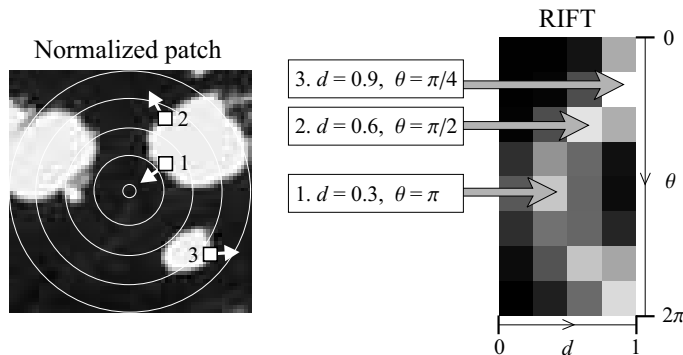 Normalized patch
2
1
3
RIFT
3. d = 0.9, θ = π/4
2. d = 0.6, θ = π/2
1. d = 0.3, θ = π
0
θ
2π
0
d
1